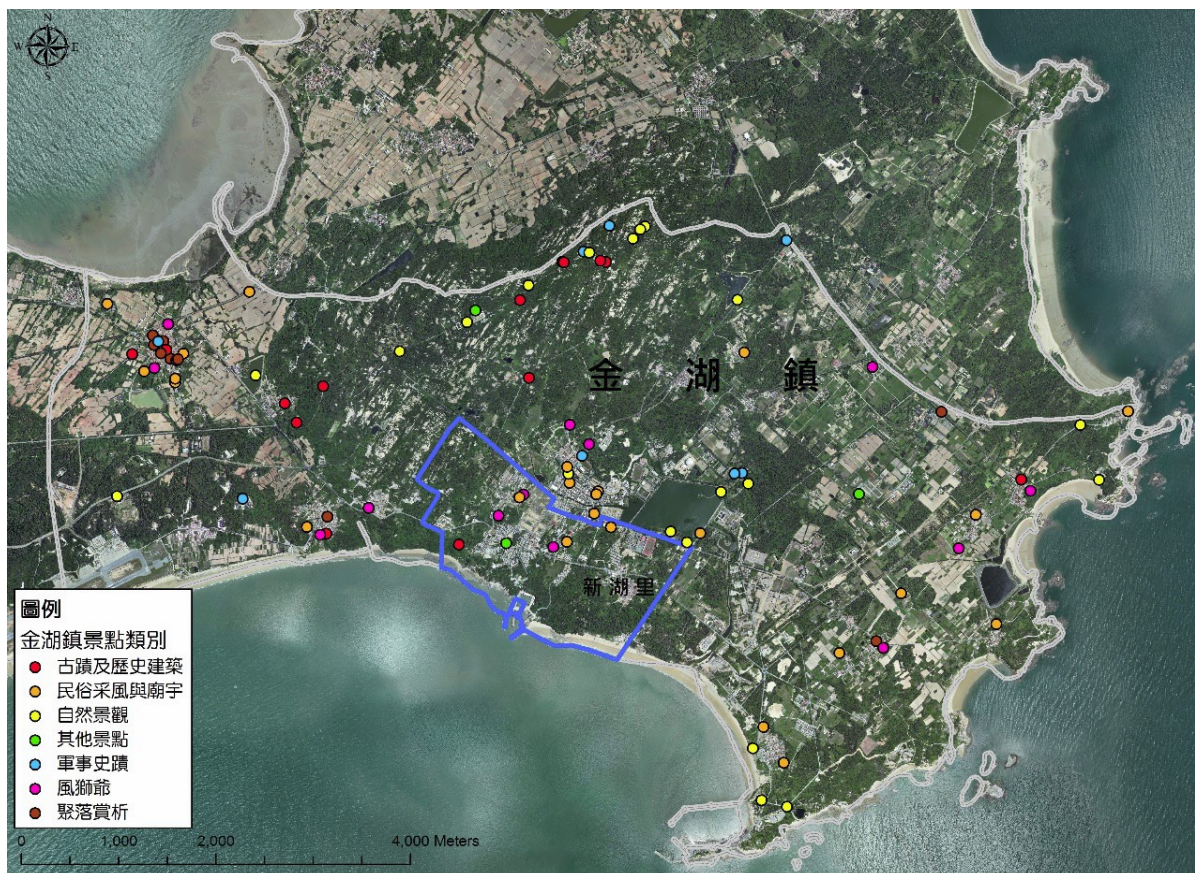 N
W E
S
金湖鎮
新湖里
圖例
金湖鎮景點類別
古蹟及歷史建築
民俗采風與廟宇
自然景觀
其他景點
軍事史蹟
風獅爺
聚落賞析
0 1,000 2,000 4,000 Meters